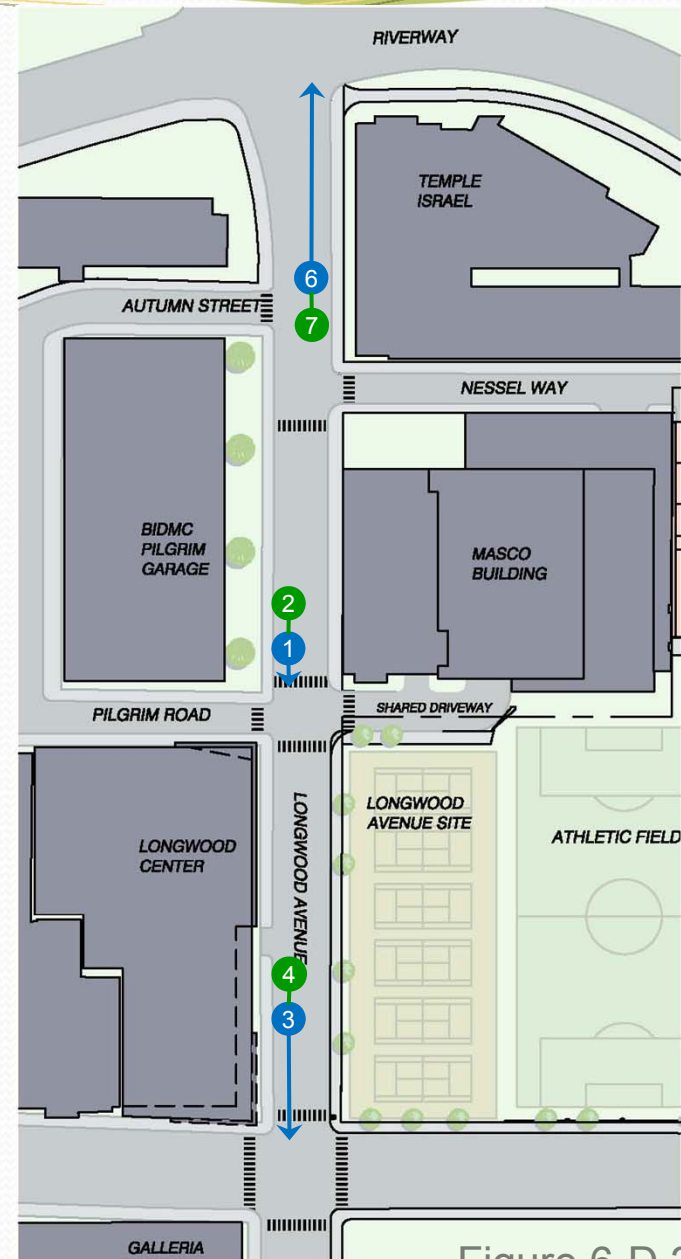 RIVERWAY
TEMPLE
ISRAEL
6
AUTUMN STREET
7
NESSEL WAY
BIDMC
PILGRIM
GARAGE
MASCO
BUILDING
2
1
PILGRIM ROAD
SHARED DRIVEWAY
LONGWOOD
AVENUE SITE
ATHLETIC FIELD
LONGWOOD
CENTER
LONGWOOD AVENUE
4
3
GALLERIA